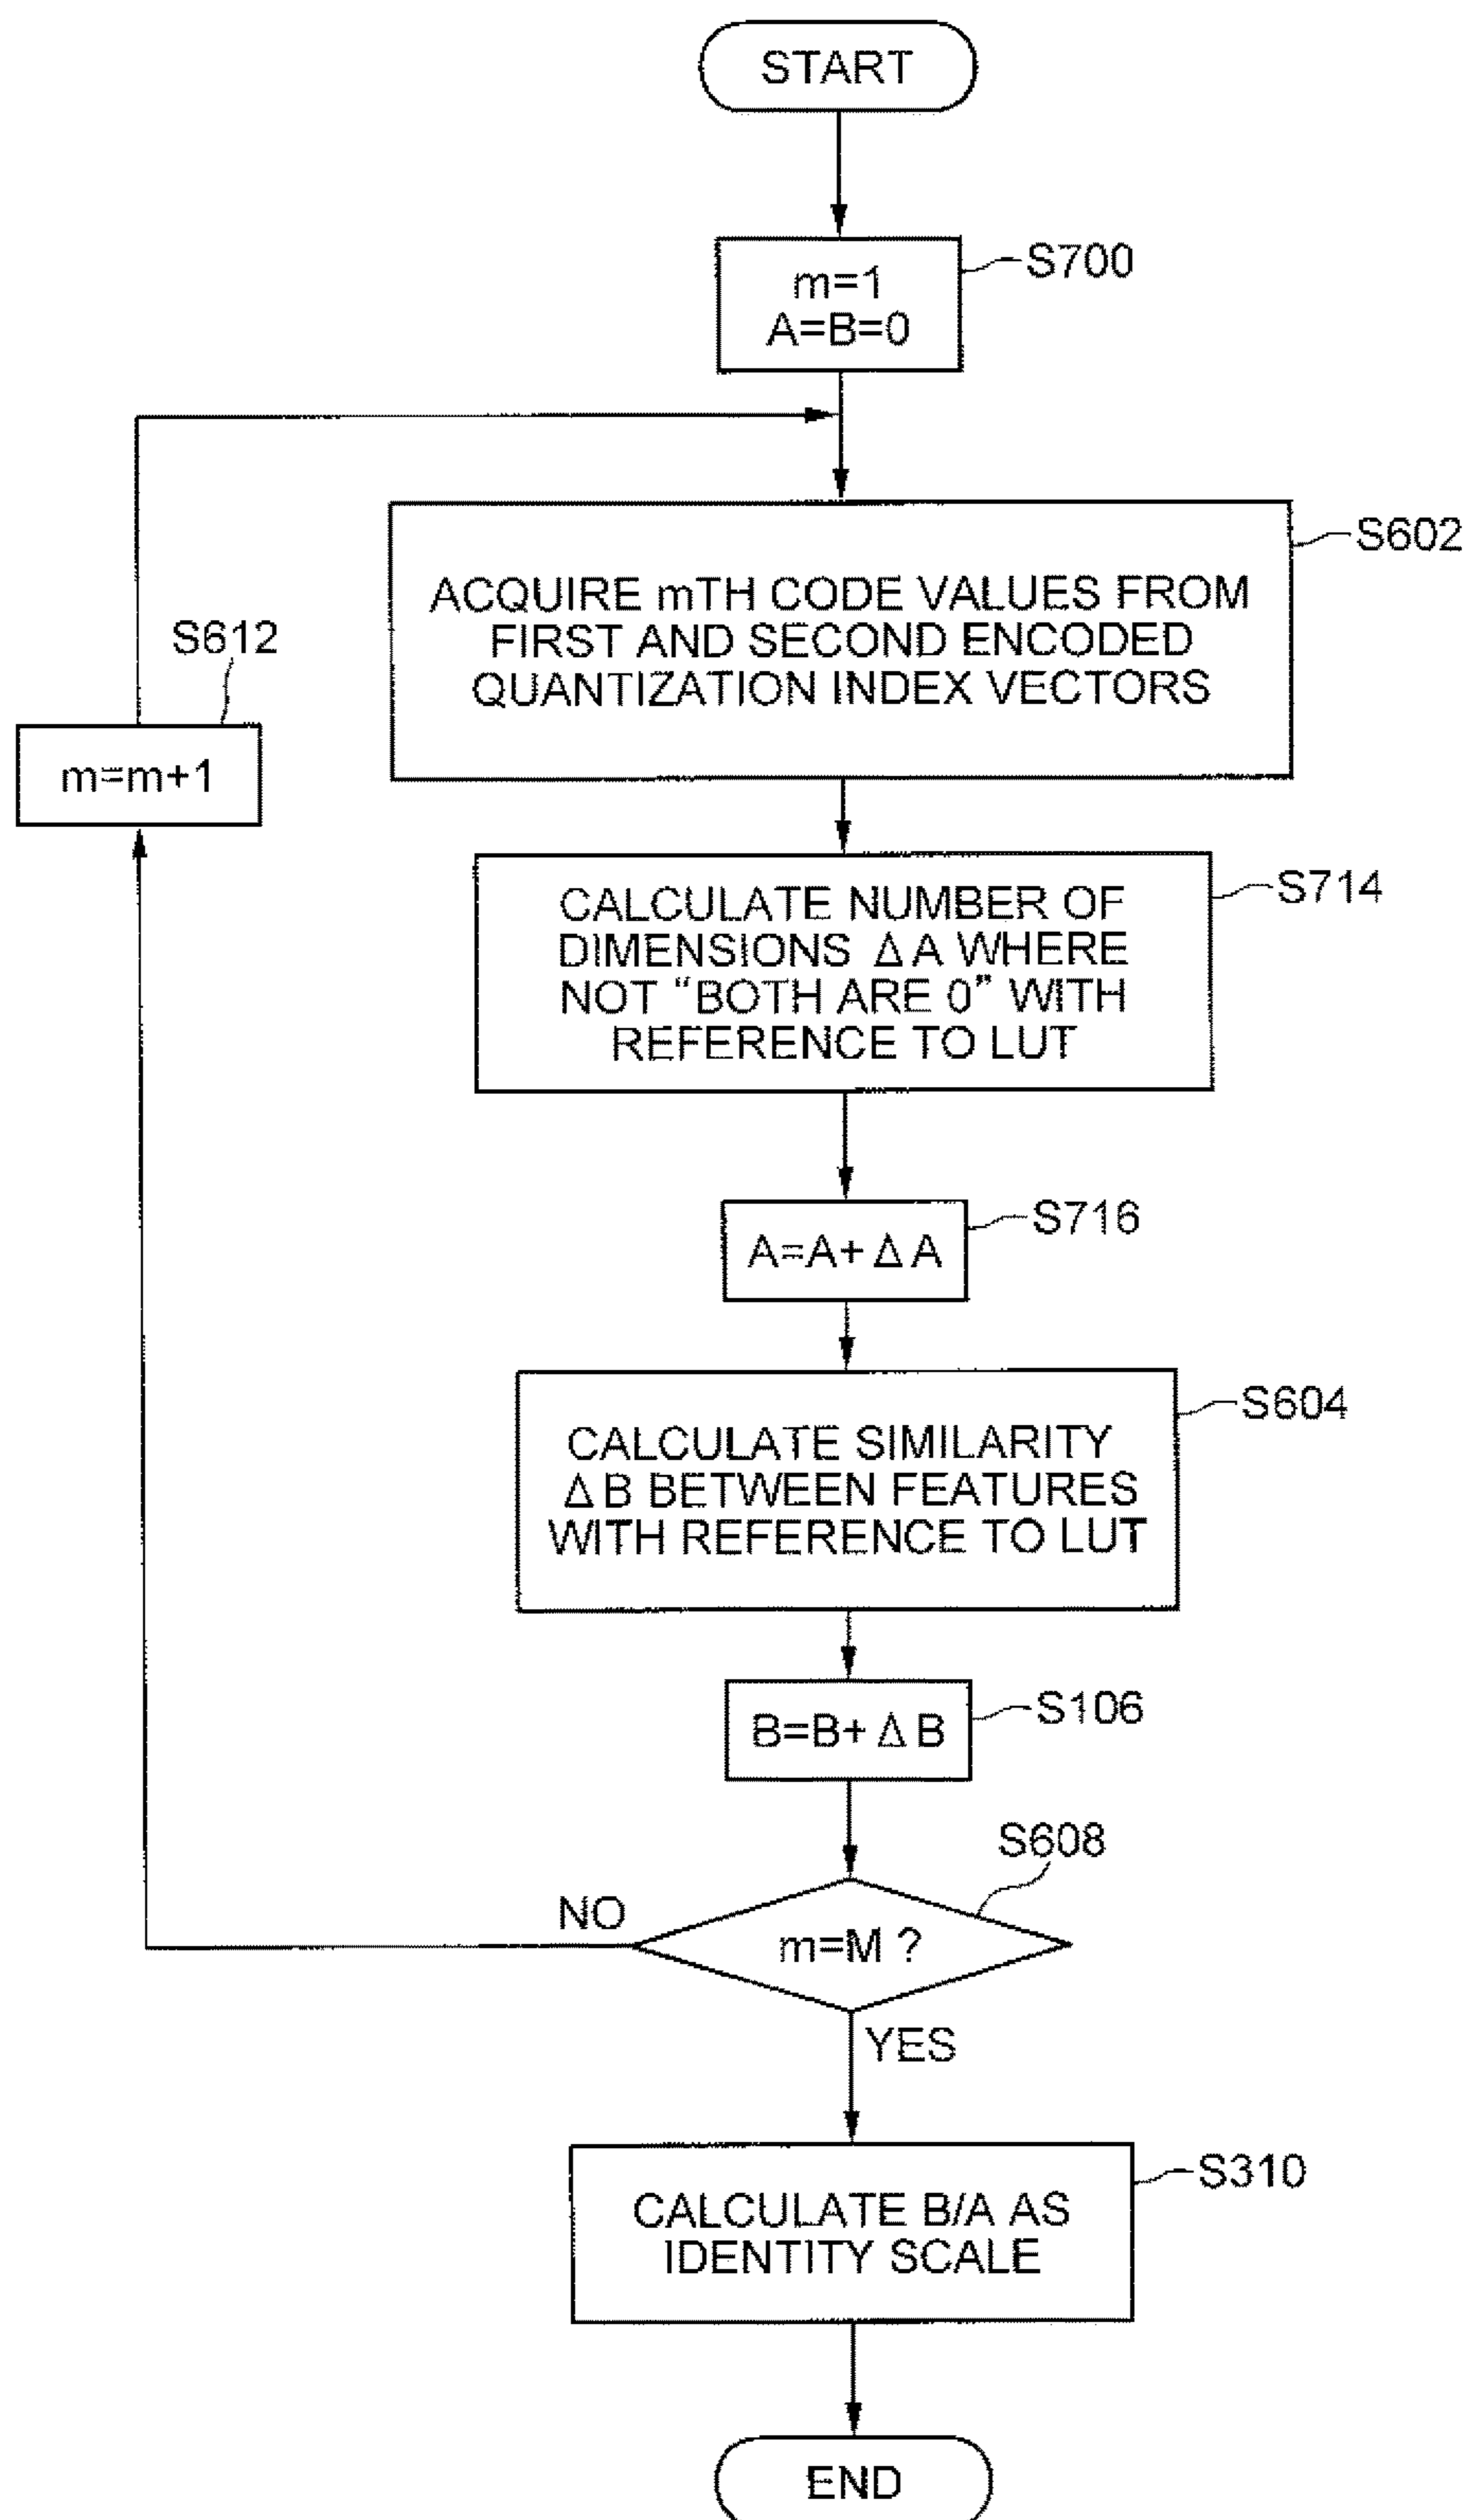 START
S700
m=1
A=B=0
S602
ACQUIRE mTH CODE VALUES FROM
FIRST AND SECOND ENCODED
QUANTIZATION INDEX VECTORS
S612
m=m+1
S714
CALCULATE NUMBER OF
DIMENSIONS ΔA WHERE
NOT "BOTH ARE 0" WITH
REFERENCE TO LUT
S716
A=A+ΔA
S604
CALCULATE SIMILARITY
ΔB BETWEEN FEATURES
WITH REFERENCE TO LUT
S106
B=B+ΔB
S608
NO
m=M ?
YES
S310
CALCULATE B/A AS
IDENTITY SCALE
END